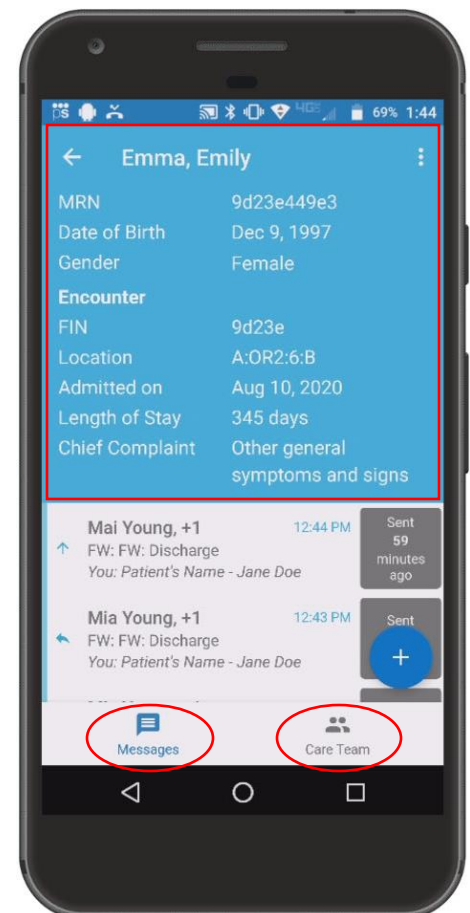 69% 1:44
Emma, Emily
MRN 9d23e449e3
Date of Birth Dec 9, 1997
Gender Female
Encounter
FIN 9d23e
Location A:OR2:6:B
Admitted on Aug 10, 2020
Length of Stay 345 days
Chief Complaint Other general
symptoms and signs
Mai Young, +1 12:44 PM Sent
FW: FW: Discharge 59
You: Patient's Name - Jane Doe minutes
ago
Mia Young, +1 12:43 PM Sent
FW: FW: Discharge
You: Patient's Name - Jane Doe
Messages Care Team